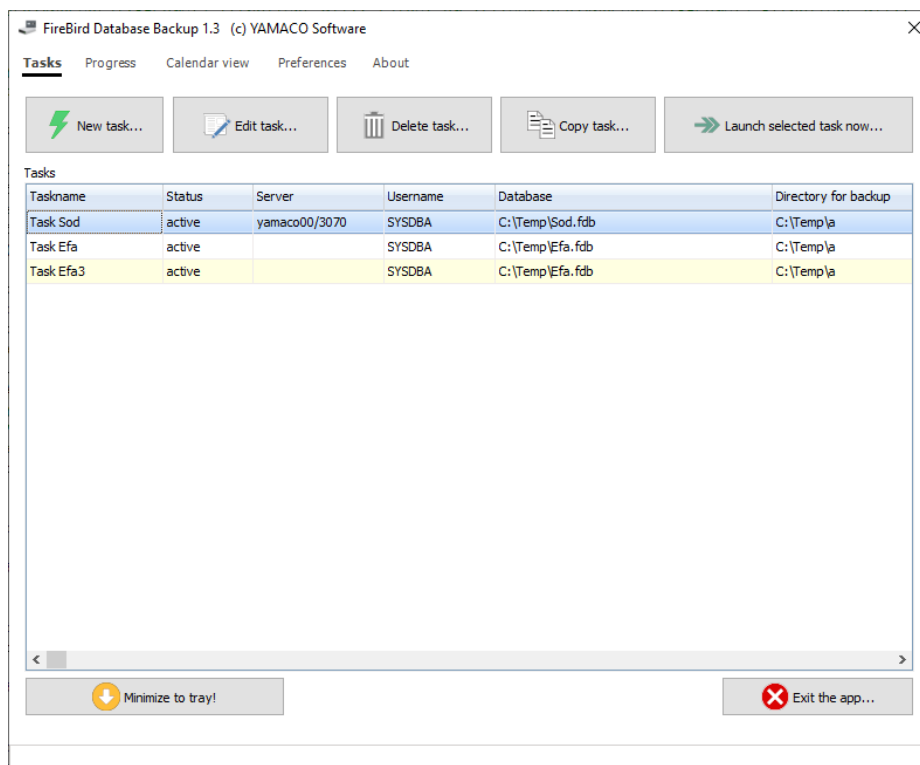 FireBird Database Backup 1.3 (c) YAMACO Software
Tasks Progress Calendar view Preferences About
New task... Edit task... Delete task... Copy task... Launch selected task now...
Tasks
Taskname Status Server Username Database Directory for backup
Task Sod active yamaco00/3070 SYSDBA C:\Temp\Sod.fdb C:\Temp\a
Task Efa active SYSDBA C:\Temp\Efa.fdb C:\Temp\a
Task Efa3 active SYSDBA C:\Temp\Efa.fdb C:\Temp\a
Minimize to tray! Exit the app...